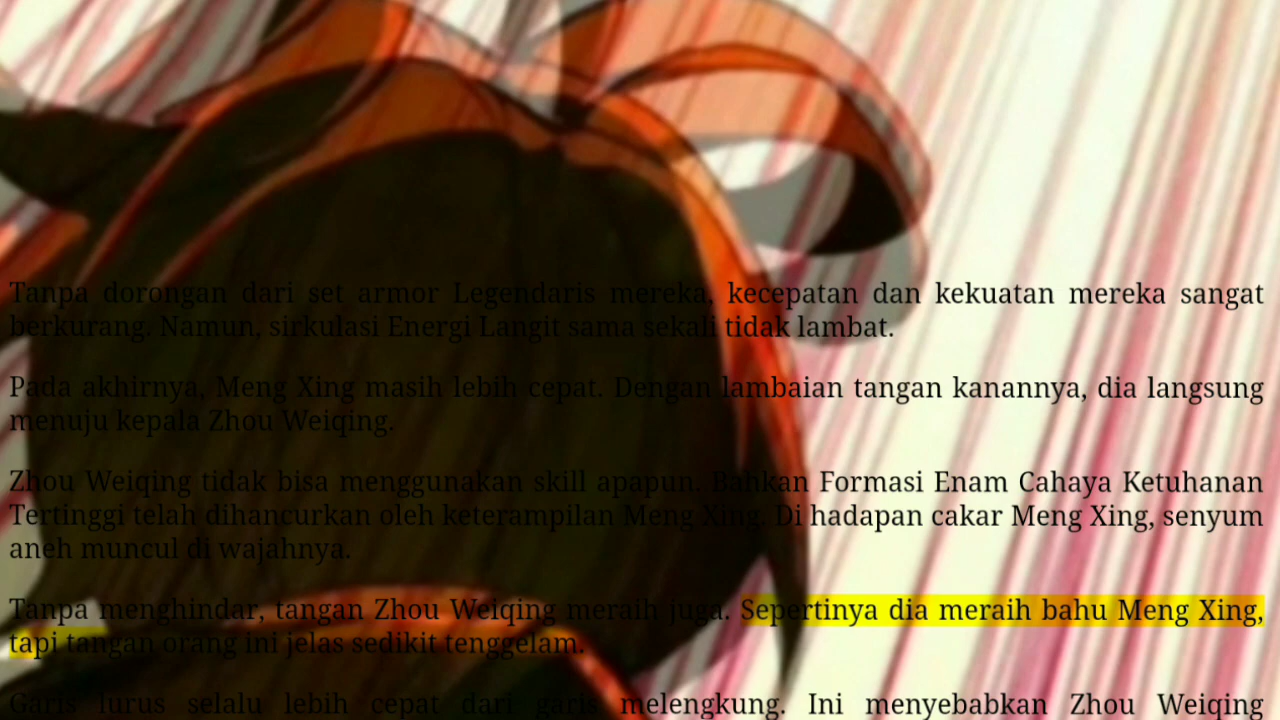 Tanpa dorongan dari set armor Legendaris mereka, kecepatan dan kekuatan mereka sangat
berkurang. Namun, sirkulasi Energi Langit sama sekali tidak lambat.
Pada akhirnya, Meng Xing masih lebih cepat. Dengan lambaian tangan kanannya, dia langsung
menuju kepala Zhou Weiqing.
Zhou Weiqing tidak bisa menggunakan skill apapun. Bahkan Formasi Enam Cahaya Ketuhanan
Tertinggi telah dihancurkan oleh keterampilan Meng Xing. Di hadapan cakar Meng Xing, senyum
aneh muncul di wajahnya.
Tanpa menghindar, tangan Zhou Weiqing meraih juga. Sepertinya dia meraih bahu Meng Xing,
tapi tangan orang ini jelas sedikit tenggelam.
Garis lurus selalu lebih cepat dari garis melengkung. Ini menyebabkan Zhou Weiqing